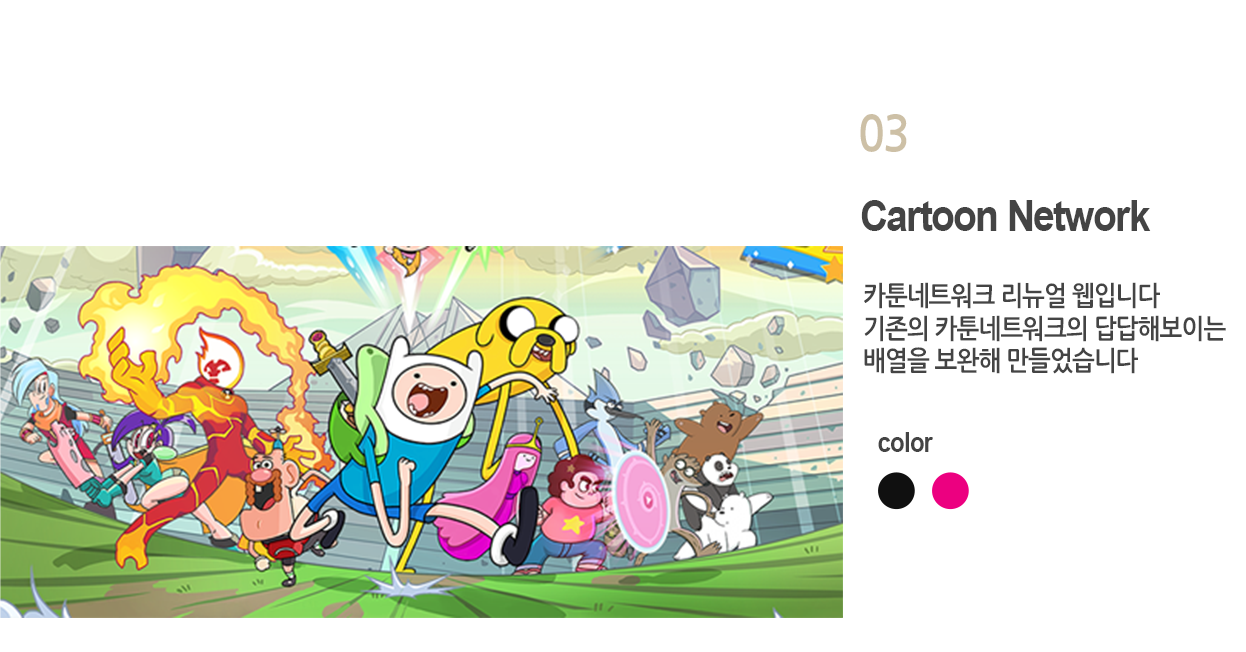 03
Cartoon Network
카툰네트워크 리뉴얼 웹입니다
기존의 카툰네트워크의 답답해보이는
배열을 보완해 만들었습니다
color